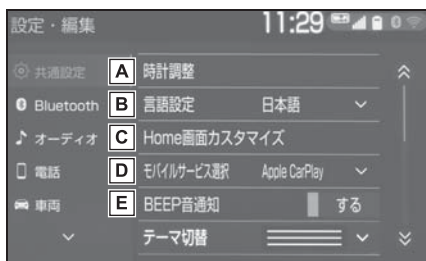 設定・編集 11:29
共通設定
A 時計調整
Bluetooth
B 言語設定 日本語
オーディオ
C Home画面カスタマイズ
電話
D モバイルサービス選択 Apple CarPlay
車両
E BEEP音通知 する
テーマ切替